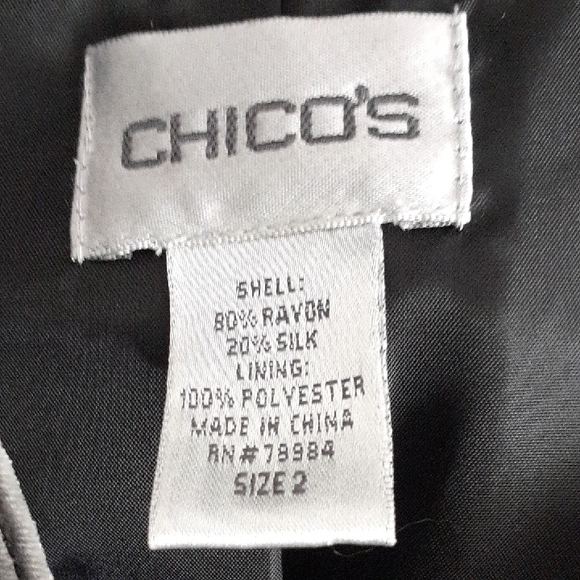 CHICO'S
SHELL:
80% RAYON
20% SILK
LINING:
100% POLYESTER
MADE IN CHINA
RN# 78984
SIZE 2